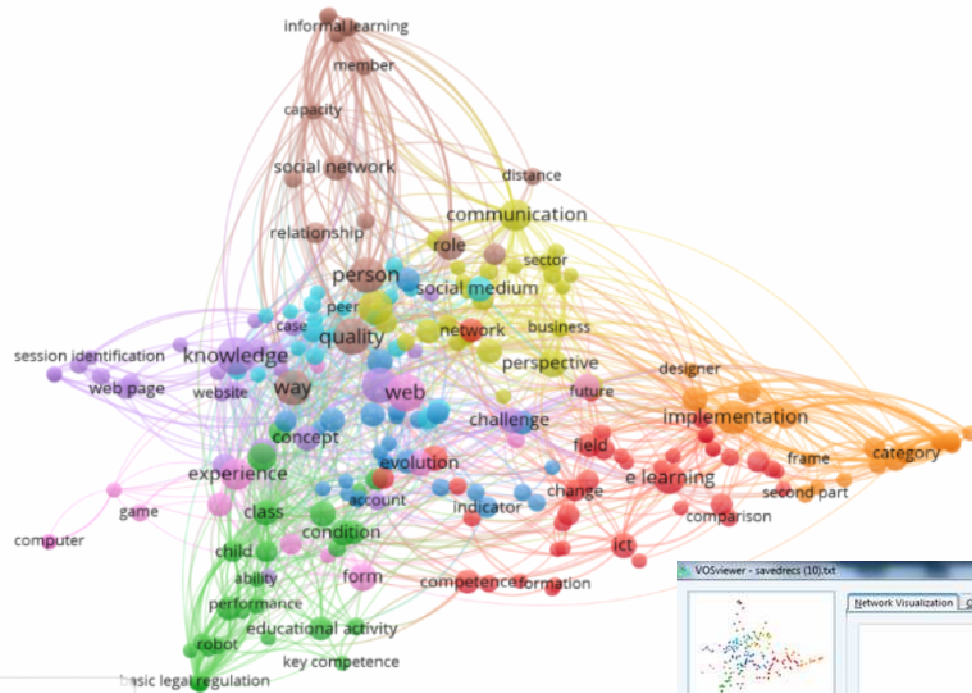 informal learning
member
capacity
social network
distance
communication
relationship
role
sector
person
social medium
peer
case
quality
network
business
session identification
knowledge
perspective
designer
web page
website
way
web
future
implementation
challenge
concept
field
category
evolution
frame
experience
e learning
change
second part
account
indicator
game
class
comparison
condition
computer
child
ict
ability
form
competence
formation
VOSviewer - savedrecs (10).txt
performance
Network Visualization
educational activity
robot
key competence
basic legal regulation